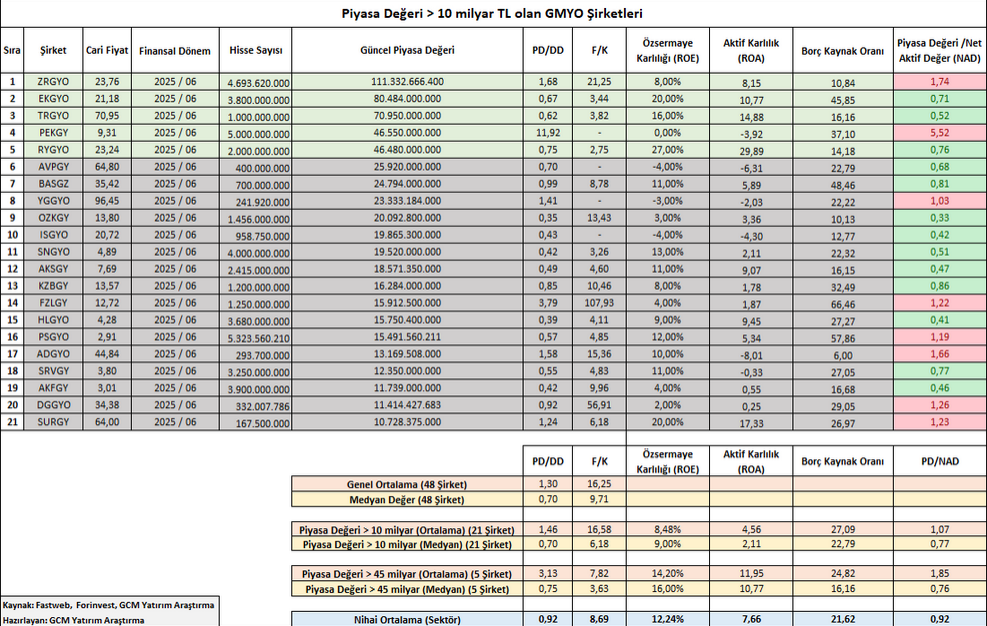 Piyasa Değeri > 10 milyar TL olan GMYO Şirketleri
Sıra Şirket Cari Fiyat Finansal Dönem Hisse Sayısı Güncel Piyasa Değeri PD/DD F/K Özsermaye Karlılığı (ROE) Aktif Karlılık (ROA) Borç Kaynak Oranı Piyasa Değeri /Net Aktif Değer (NAD)
1 ZRGYO 23,76 2025 / 06 4.693.620.000 111.332.666.400 1,68 21,25 8,00% 8,15 10,84 1,74
2 EKGYO 21,18 2025 / 06 3.800.000.000 80.484.000.000 0,67 3,44 20,00% 10,77 45,85 0,71
3 TRGYO 70,95 2025 / 06 1.000.000.000 70.950.000.000 0,62 3,82 16,00% 14,88 16,16 0,52
4 PEKGY 9,31 2025 / 06 5.000.000.000 46.550.000.000 11,92 - 0,00% -3,92 37,10 5,52
5 RYGYO 23,24 2025 / 06 2.000.000.000 46.480.000.000 0,75 2,75 27,00% 29,89 14,18 0,76
6 AVPGY 64,80 2025 / 06 400.000.000 25.920.000.000 0,70 - -4,00% -6,31 22,79 0,68
7 BASGZ 35,42 2025 / 06 700.000.000 24.794.000.000 0,99 8,78 11,00% 5,89 48,46 0,81
8 YGGYO 96,45 2025 / 06 241.920.000 23.333.184.000 1,41 - -3,00% -2,03 22,22 1,03
9 OZKGY 13,80 2025 / 06 1.456.000.000 20.092.800.000 0,35 13,43 3,00% 3,36 10,13 0,33
10 ISGYO 20,72 2025 / 06 958.750.000 19.865.300.000 0,43 - -4,00% -4,30 12,77 0,42
11 SNGYO 4,89 2025 / 06 4.000.000.000 19.520.000.000 0,42 3,26 13,00% 2,11 22,32 0,51
12 AKSGY 7,69 2025 / 06 2.415.000.000 18.571.350.000 0,49 4,60 11,00% 9,07 16,15 0,47
13 KZBGY 13,57 2025 / 06 1.200.000.000 16.284.000.000 0,85 10,46 8,00% 1,78 32,49 0,86
14 FZLGY 12,72 2025 / 06 1.250.000.000 15.912.500.000 3,79 107,93 4,00% 1,87 66,46 1,22
15 HLGYO 4,28 2025 / 06 3.680.000.000 15.750.400.000 0,39 4,11 9,00% 9,45 27,27 0,41
16 PSGYO 2,91 2025 / 06 5.323.560.210 15.491.560.211 0,57 4,85 12,00% 5,34 57,86 1,19
17 ADGYO 44,84 2025 / 06 293.700.000 13.169.508.000 1,58 15,36 10,00% -8,01 6,00 1,66
18 SRVGY 3,80 2025 / 06 3.250.000.000 12.350.000.000 0,55 4,83 11,00% -0,33 27,05 0,77
19 AKFGY 3,01 2025 / 06 3.900.000.000 11.739.000.000 0,42 9,96 4,00% 0,55 16,68 0,46
20 DGGYO 34,38 2025 / 06 332.007.786 11.414.427.683 0,92 56,91 2,00% 0,25 29,05 1,26
21 SURGY 64,00 2025 / 06 167.500.000 10.728.375.000 1,24 6,18 20,00% 17,33 26,97 1,23
PD/DD F/K Özsermaye Karlılığı (ROE) Aktif Karlılık (ROA) Borç Kaynak Oranı PD/NAD
Genel Ortalama (48 Şirket) 1,30 16,25
Medyan Değer (48 Şirket) 0,70 9,71
Piyasa Değeri > 10 milyar (Ortalama) (21 Şirket) 1,46 16,58 8,48% 4,56 27,09 1,07
Piyasa Değeri > 10 milyar (Medyan) (21 Şirket) 0,70 6,18 9,00% 2,11 22,79 0,77
Piyasa Değeri > 45 milyar (Ortalama) (5 Şirket) 3,13 7,82 14,20% 11,95 24,82 1,85
Piyasa Değeri > 45 milyar (Medyan) (5 Şirket) 0,75 3,63 16,00% 10,77 16,16 0,76
Kaynak: Fastweb, Forinvest, GCM Yatırım Araştırma
Hazırlayan: GCM Yatırım Araştırma
Nihai Ortalama (Sektör) 0,92 8,69 12,24% 7,66 21,62 0,92